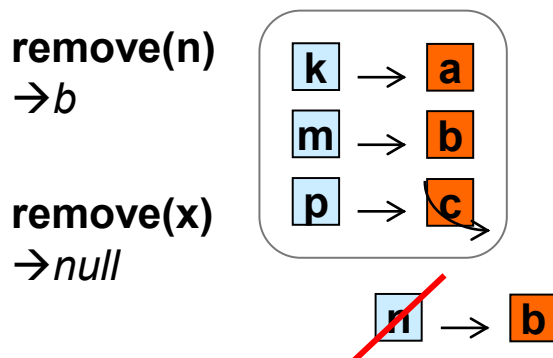 remove(n)
→b
k → a
m → b
remove(x)
→null
p → c
n → b